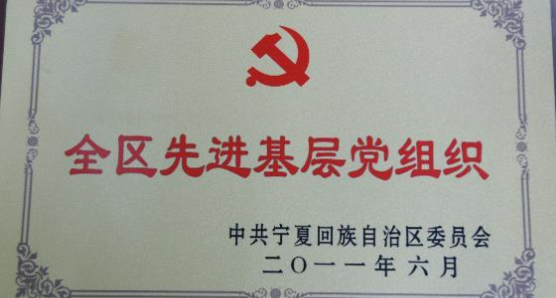 全区先进基层党组织
中共宁夏回族自治区委员会
二〇一一年六月